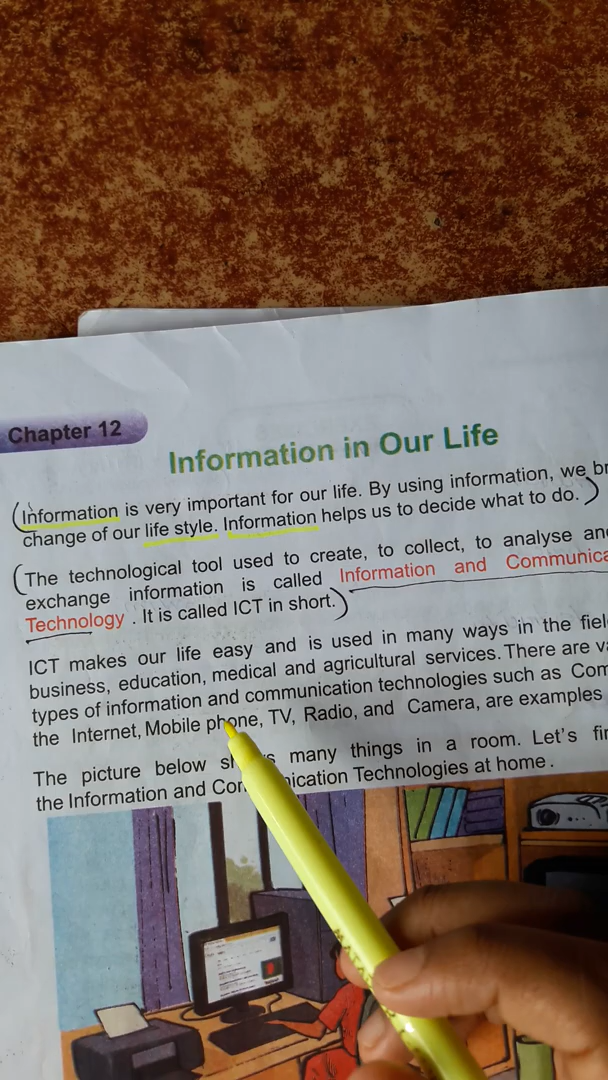 Chapter 12
Information in Our Life
Information is very important for our life. By using information, we
change of our life style. Information helps us to decide what to do.
The technological tool used to create, to collect, to analyse
exchange information is called Information and
Technology . It is called ICT in short.
ICT makes our life easy and is used in many ways in the
business, education, medical and agricultural services. There are
types of information and communication technologies such as
the Internet, Mobile phone, TV, Radio, and Camera, are examples
The picture below many things in a room. Let's
the Information and Technologies at home .